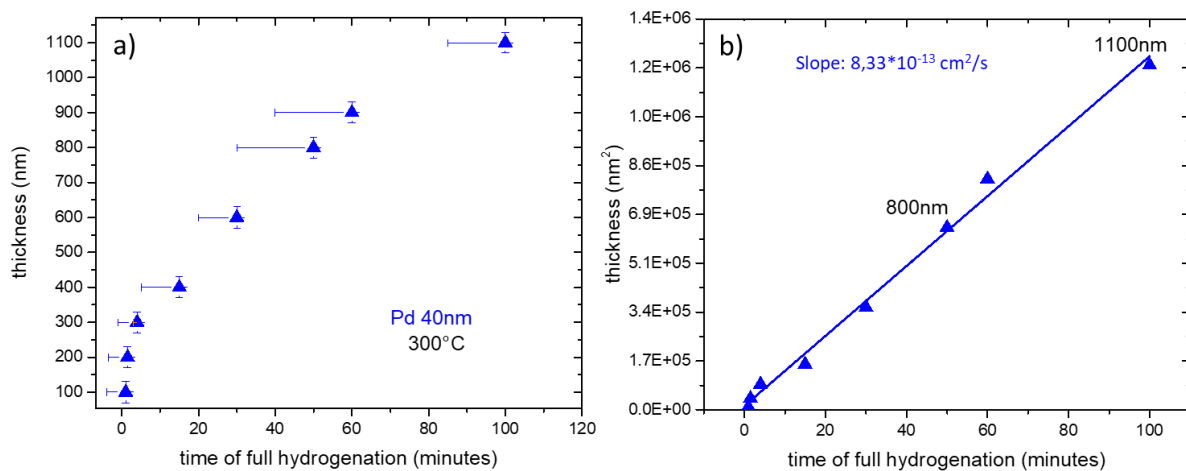 a)
thickness (nm)
1100
1000
900
800
700
600
500
400
300
200
100
Pd 40nm
300°C
0 20 40 60 80 100 120
time of full hydrogenation (minutes)
b)
Slope: 8,33*10⁻¹³ cm²/s
1100nm
800nm
thickness (nm²)
1.4E+06
1.2E+06
1.0E+06
8.6E+05
6.9E+05
5.1E+05
3.4E+05
1.7E+05
0.0E+00
0 20 40 60 80 100
time of full hydrogenation (minutes)